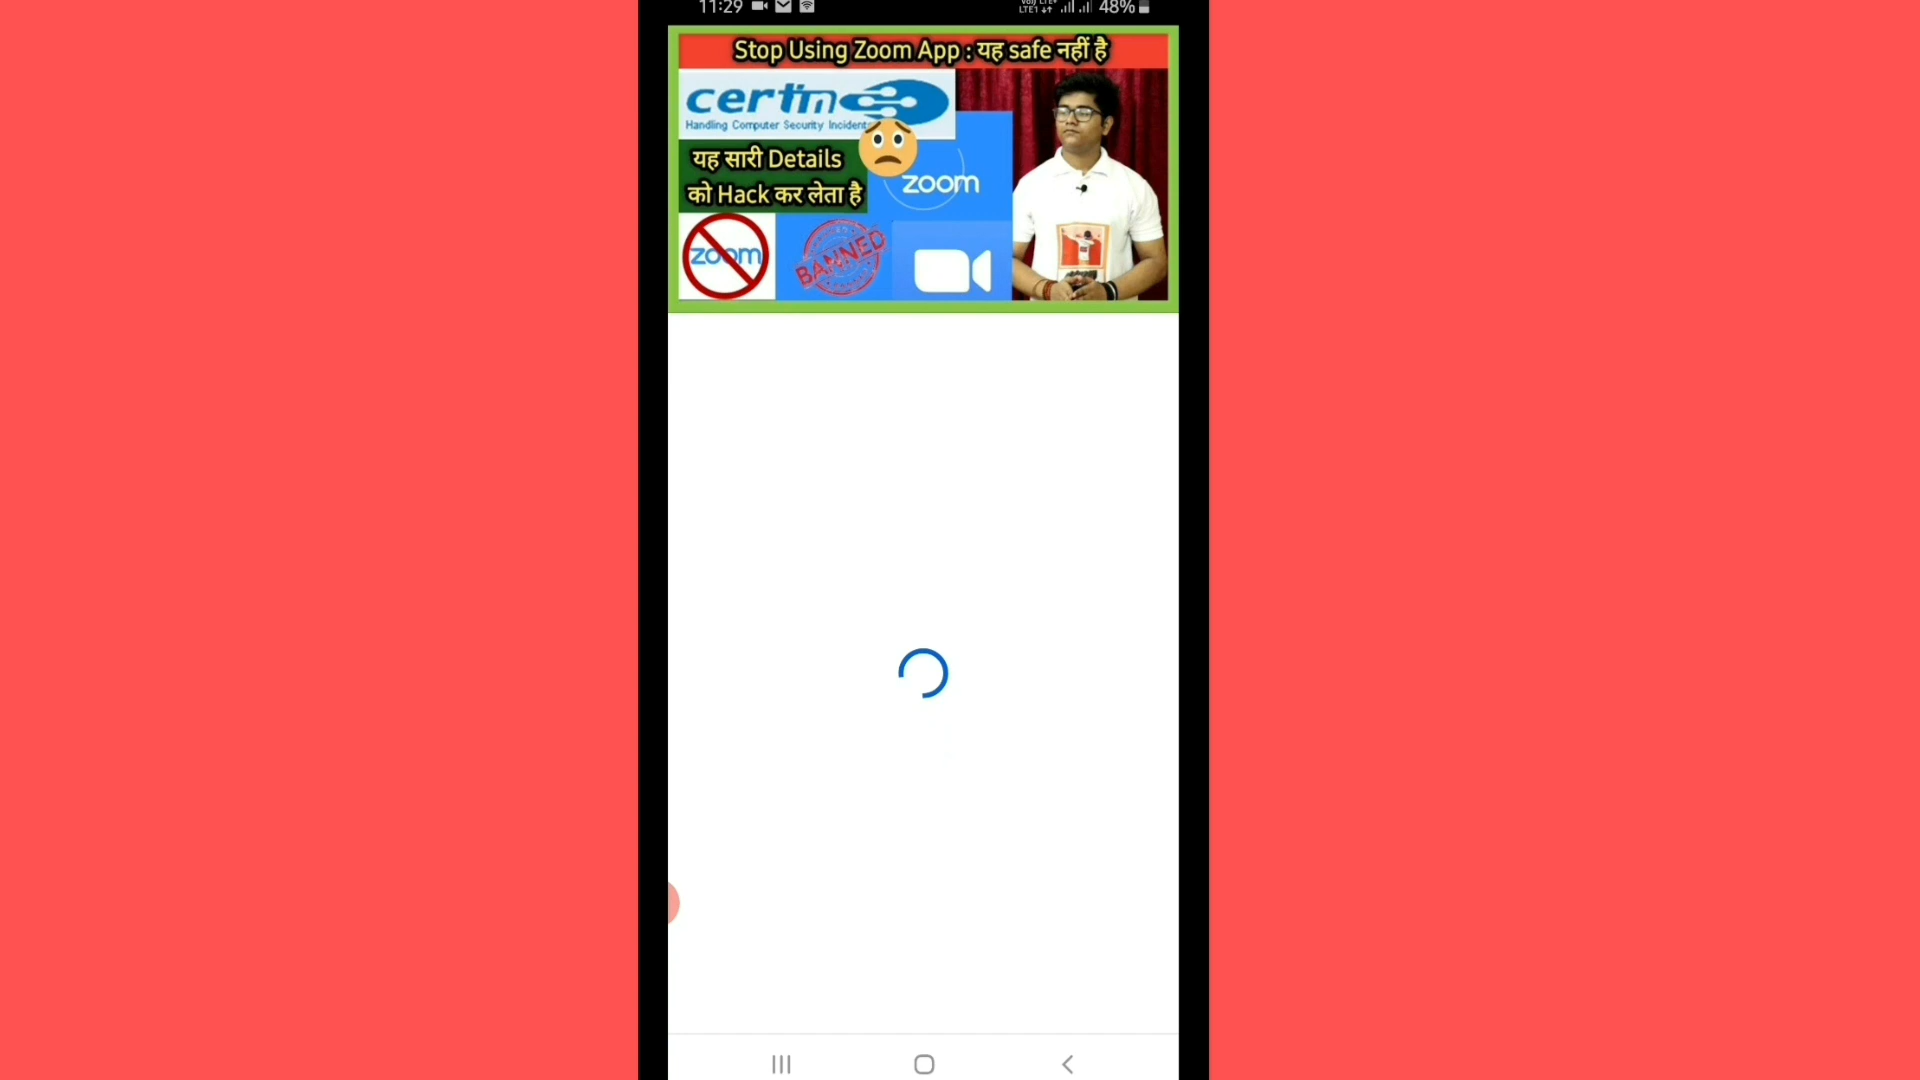 11:29
LTE1 48%
Stop Using Zoom App : यह safe नहीं है
certin
Handling Computer Security Incidents
यह सारी Details
को Hack कर लेता है
zoom
zoom
BANNED